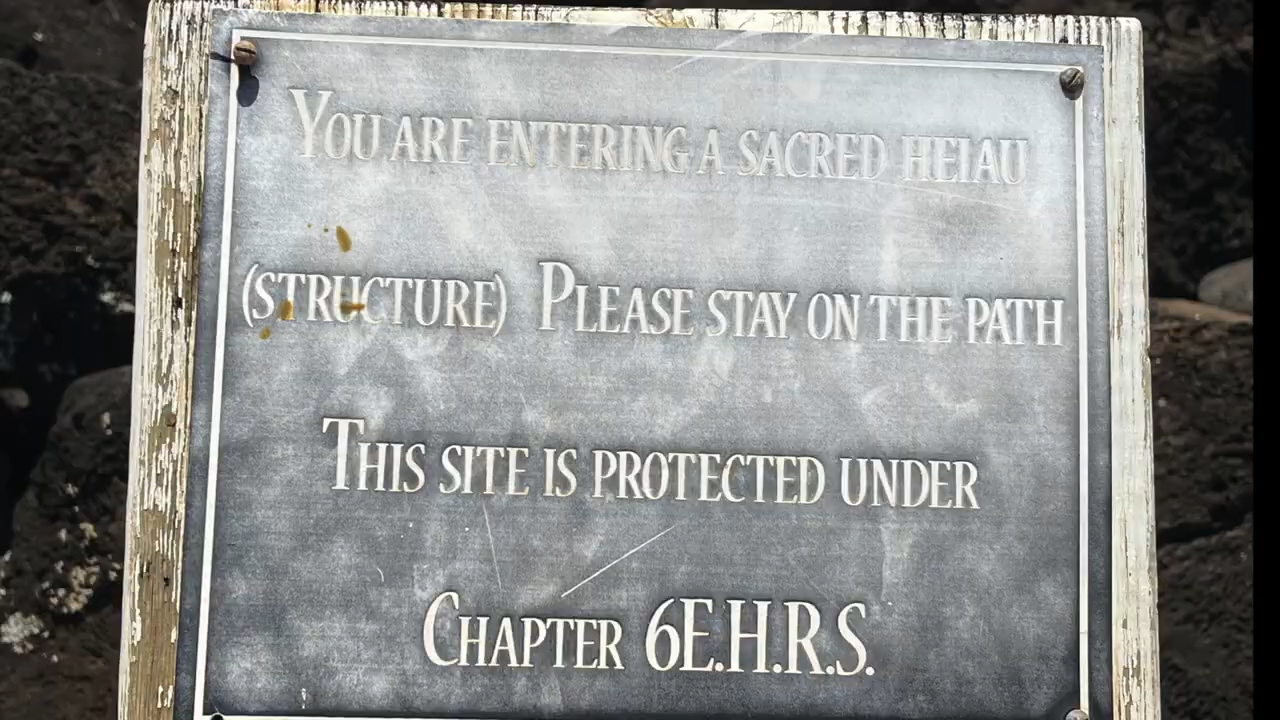 YOU ARE ENTERING A SACRED HEIAU
(STRUCTURE) PLEASE STAY ON THE PATH
THIS SITE IS PROTECTED UNDER
CHAPTER 6E.H.R.S.